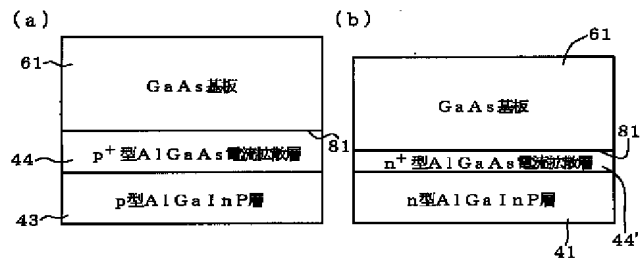 (a)
61
GaAs基板
81
44
p⁺型AlGaAs電流拡散層
43
p型AlGaInP層
(b)
61
GaAs基板
81
n⁺型AlGaAs電流拡散層
44'
n型AlGaInP層
41